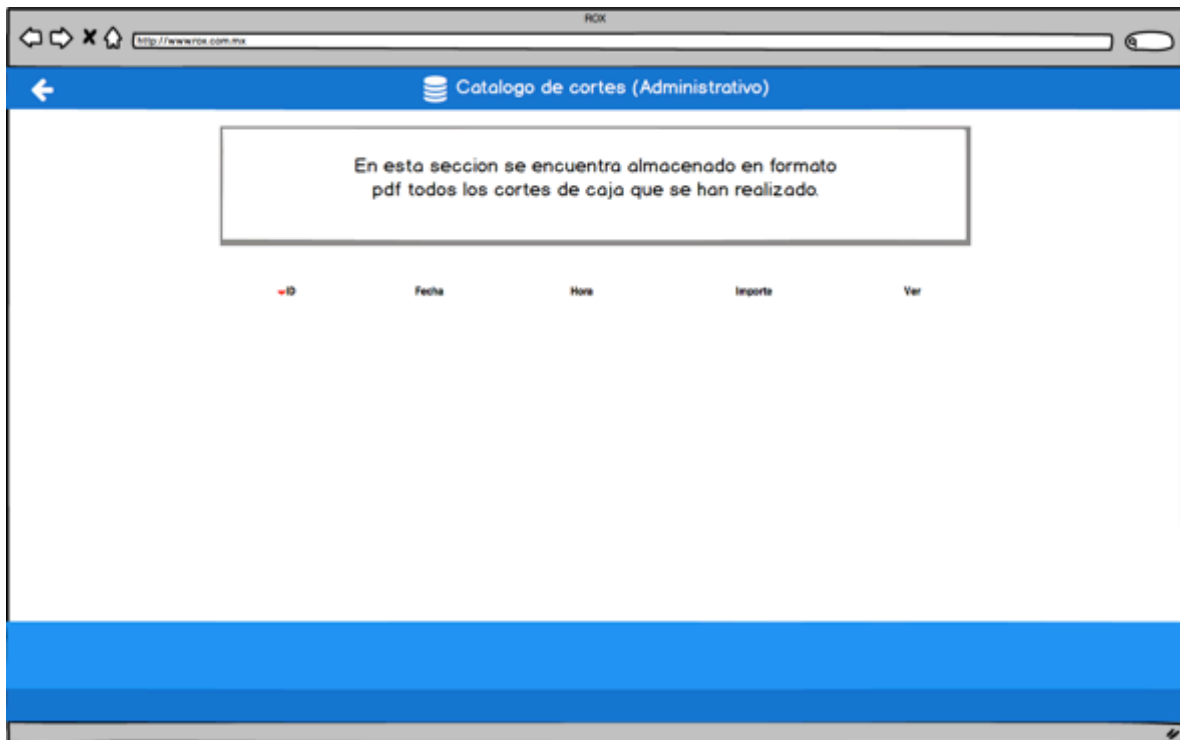 ROX
http://www.rox.com.mx
Catalogo de cortes (Administrativo)
En esta seccion se encuentra almacenado en formato
pdf todos los cortes de caja que se han realizado.
ID Fecha Hora Importe Ver